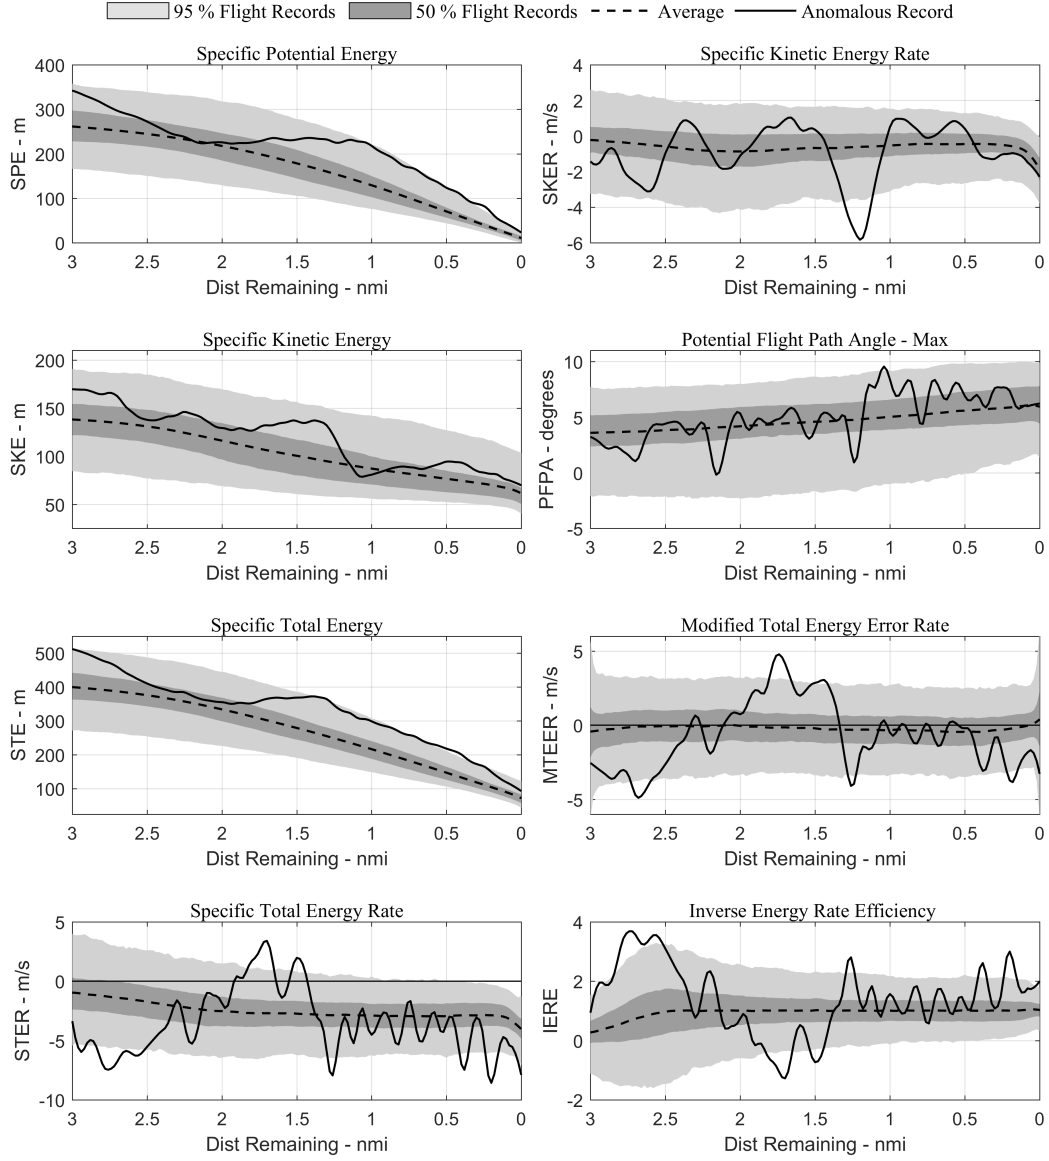 95 % Flight Records 50 % Flight Records Average Anomalous Record
Specific Potential Energy
400
300
200
100
0
SPE - m
3 2.5 2 1.5 1 0.5 0
Dist Remaining - nmi
Specific Kinetic Energy Rate
4
2
0
-2
-4
-6
SKER - m/s
3 2.5 2 1.5 1 0.5 0
Dist Remaining - nmi
Specific Kinetic Energy
200
150
100
50
SKE - m
3 2.5 2 1.5 1 0.5 0
Dist Remaining - nmi
Potential Flight Path Angle - Max
10
5
0
-5
PFPA - degrees
3 2.5 2 1.5 1 0.5 0
Dist Remaining - nmi
Specific Total Energy
500
400
300
200
100
STE - m
3 2.5 2 1.5 1 0.5 0
Dist Remaining - nmi
Modified Total Energy Error Rate
5
0
-5
MTEER - m/s
3 2.5 2 1.5 1 0.5 0
Dist Remaining - nmi
Specific Total Energy Rate
5
0
-5
-10
STER - m/s
3 2.5 2 1.5 1 0.5 0
Dist Remaining - nmi
Inverse Energy Rate Efficiency
4
2
0
-2
IERE
3 2.5 2 1.5 1 0.5 0
Dist Remaining - nmi